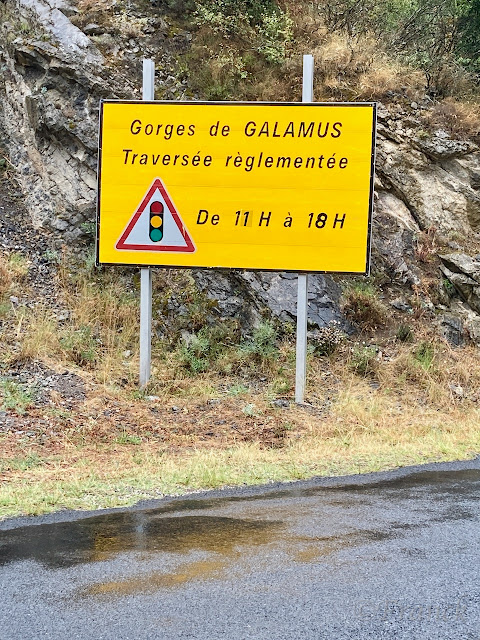 Gorges de GALAMUS
Traversée règlementée
De 11 H à 18 H